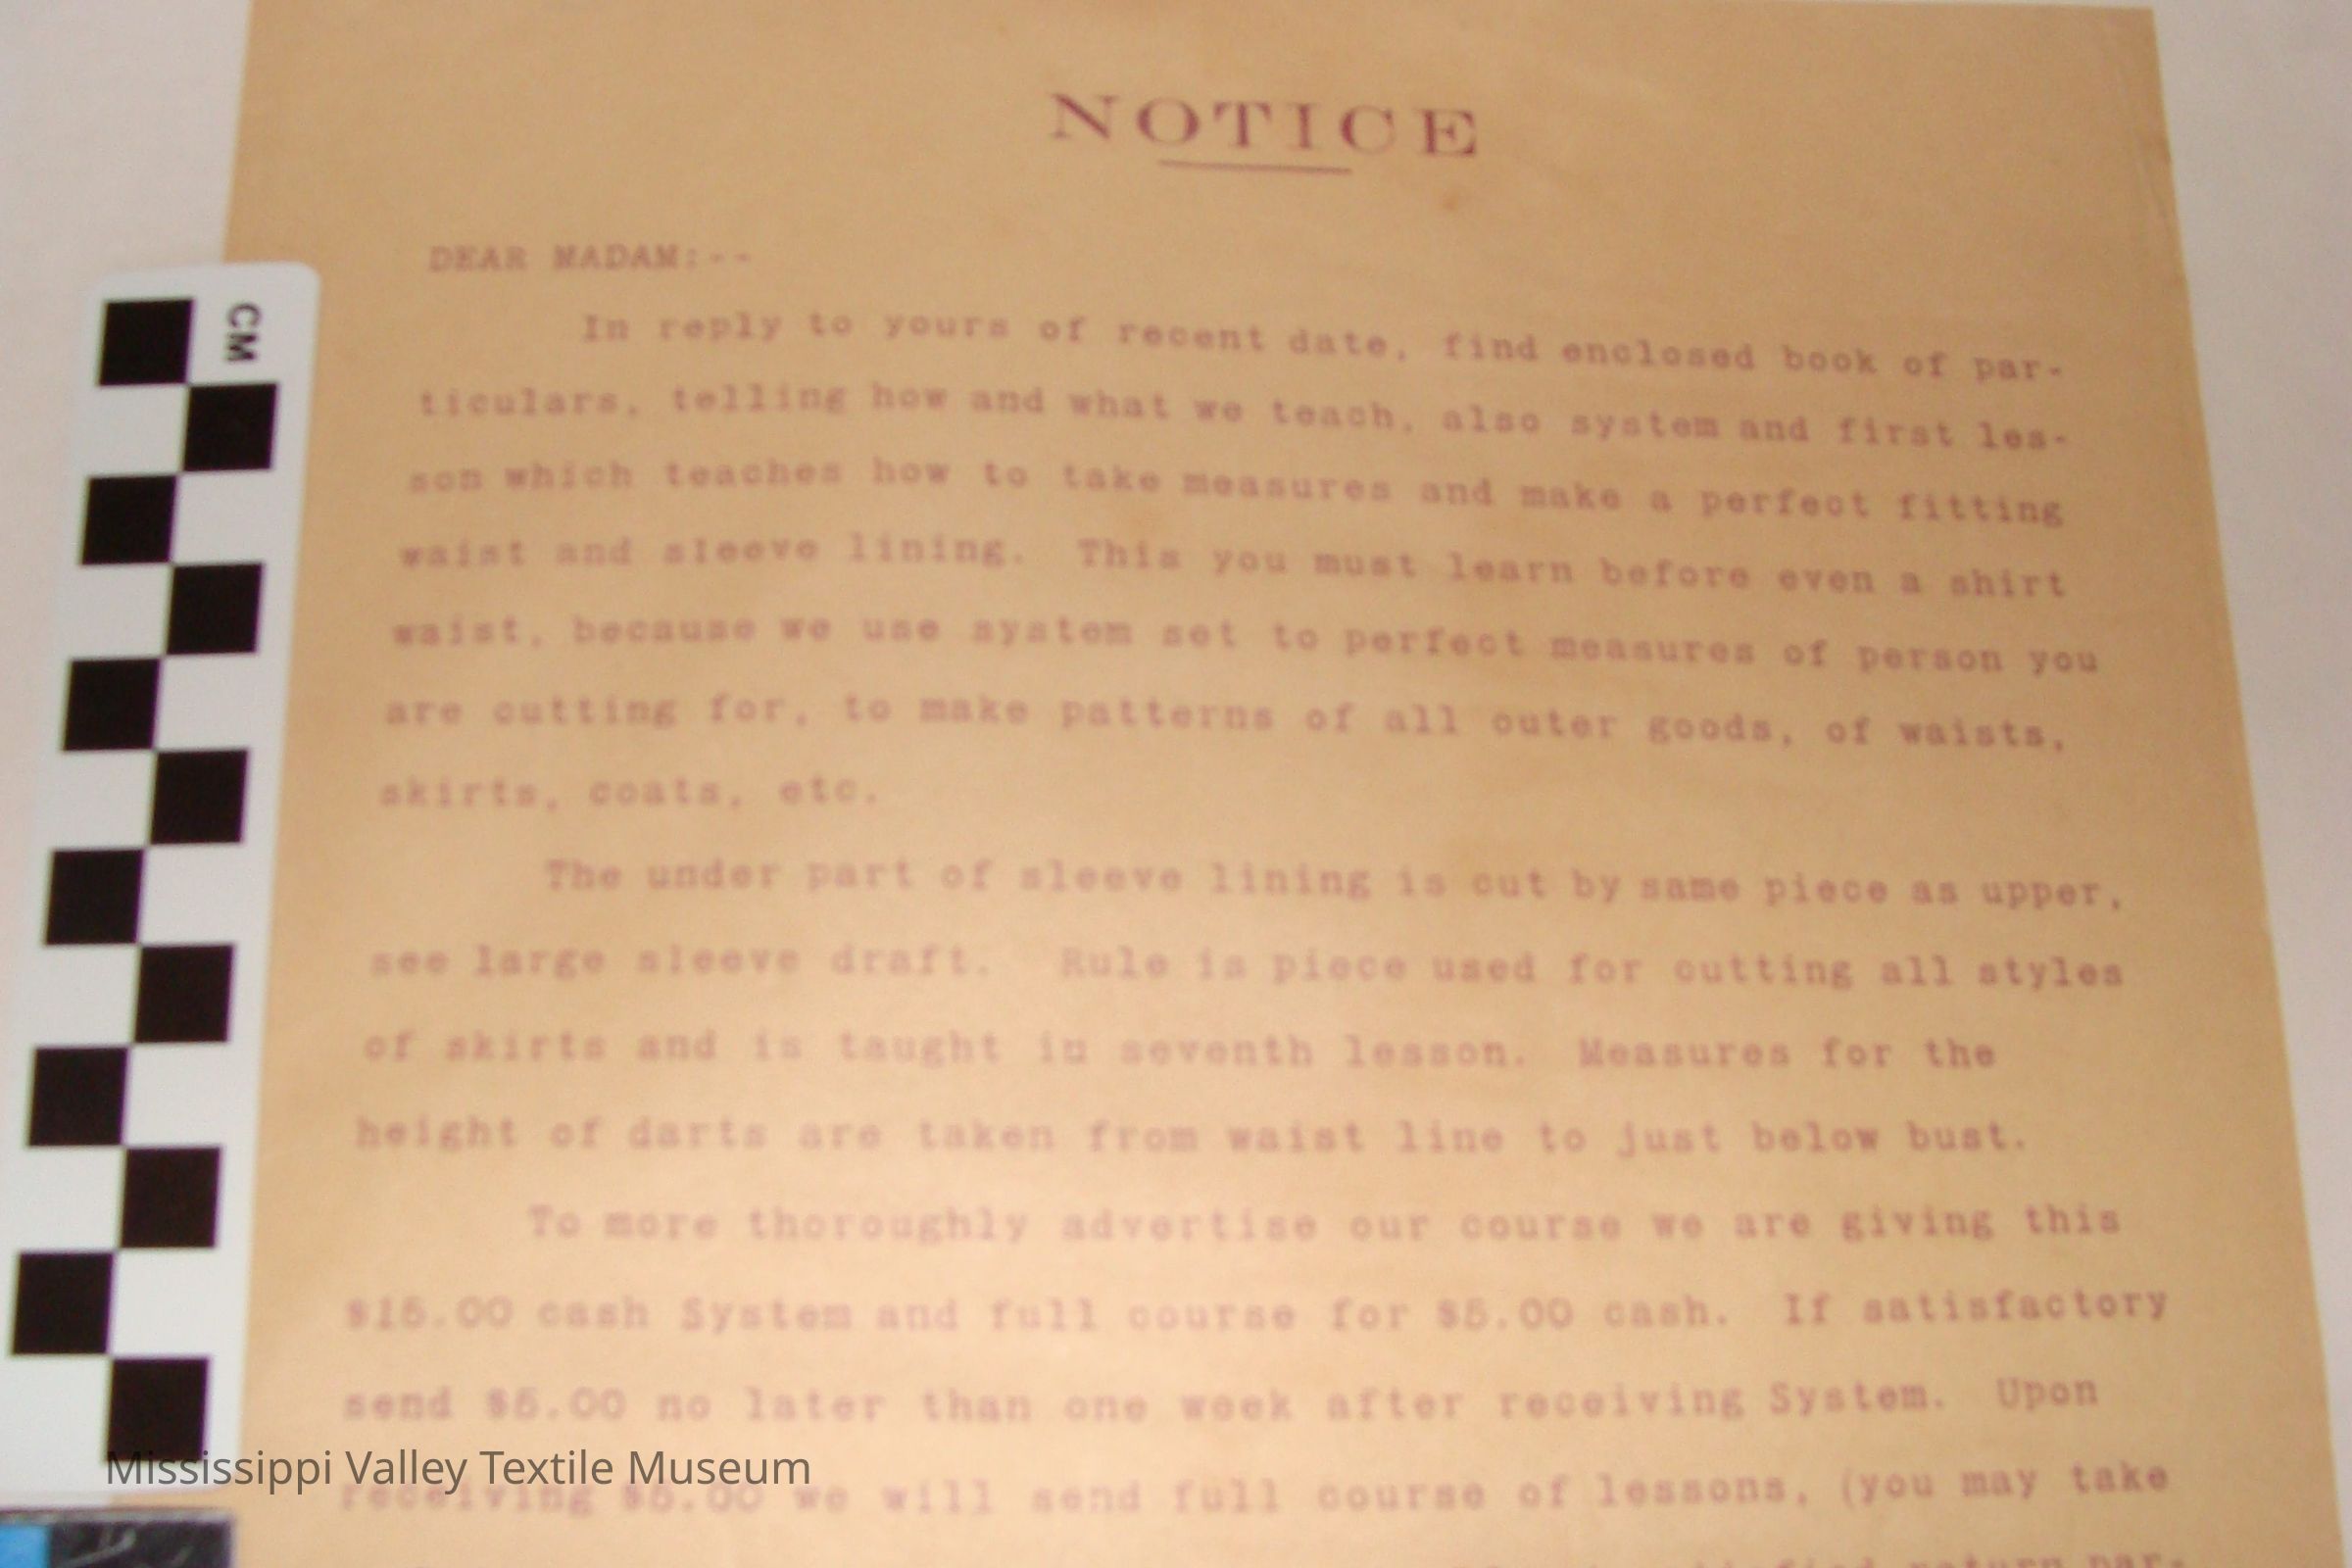 NOTICE
DEAR MADAM:--
In reply to yours of recent date, find enclosed book of par-
ticulars, telling how and what we teach, also system and first les-
son which teaches how to take measures and make a perfect fitting
waist and sleeve lining. This you must learn before even a shirt
waist, because we use system set to perfect measures of person you
are cutting for, to make patterns of all outer goods, of waists,
skirts, coats, etc.
The under part of sleeve lining is cut by same piece as upper,
see large sleeve draft. Rule is piece used for cutting all styles
of skirts and is taught in seventh lesson. Measures for the
height of darts are taken from waist line to just below bust.
To more thoroughly advertise our course we are giving this
$15.00 cash System and full course for $5.00 cash. If satisfactory
send $5.00 no later than one week after receiving System. Upon
receiving $5.00 we will send full course of lessons, (you may take
return par-
CM
Mississippi Valley Textile Museum